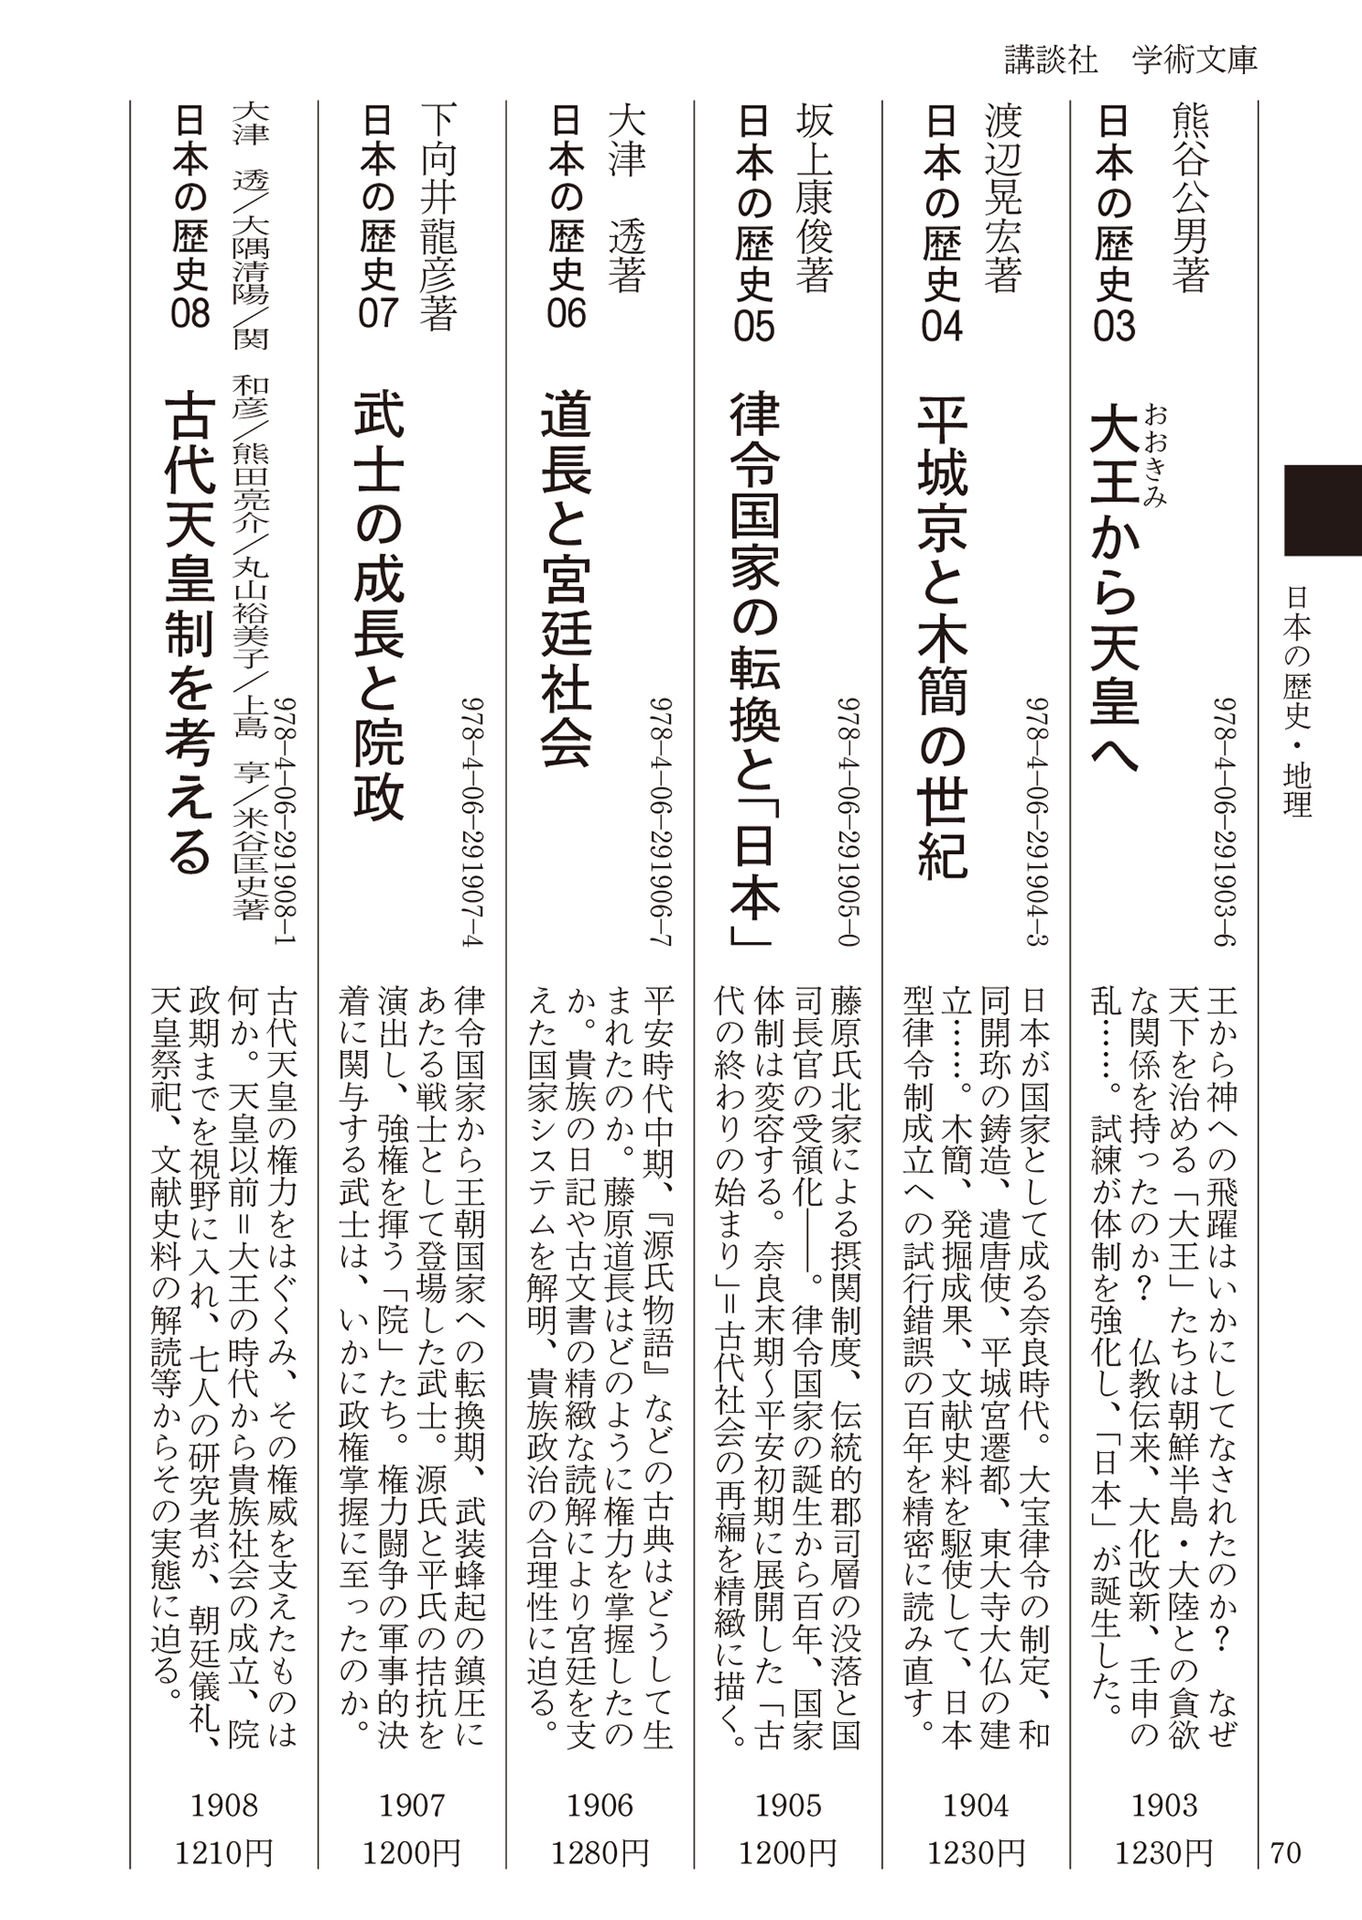 講談社　学術文庫
日本の歴史・地理
熊谷公男著
日本の歴史03
大王から天皇へ
おおきみ
978-4-06-291903-6
王から神への飛躍はいかにしてなされたのか？　なぜ
天下を治める「大王」たちは朝鮮半島・大陸との貪欲
な関係を持ったのか？　仏教伝来、大化改新、壬申の
乱……。試練が体制を強化し、「日本」が誕生した。
1903
1230円
渡辺晃宏著
日本の歴史04
平城京と木簡の世紀
978-4-06-291904-3
日本が国家として成る奈良時代。大宝律令の制定、和
同開珎の鋳造、遣唐使、平城宮遷都、東大寺大仏の建
立……。木簡、発掘成果、文献史料を駆使して、日本
型律令制成立への試行錯誤の百年を精密に読み直す。
1904
1230円
坂上康俊著
日本の歴史05
律令国家の転換と「日本」
978-4-06-291905-0
藤原氏北家による摂関制度、伝統的郡司層の没落と国
司長官の受領化――。律令国家の誕生から百年、国家
体制は変容する。奈良末期～平安初期に展開した「古
代の終わりの始まり」＝古代社会の再編を精緻に描く。
1905
1200円
大津　透著
日本の歴史06
道長と宮廷社会
978-4-06-291906-7
平安時代中期、『源氏物語』などの古典はどうして生
まれたのか。藤原道長はどのように権力を掌握したの
か。貴族の日記や古文書の精緻な読解により宮廷を支
えた国家システムを解明、貴族政治の合理性に迫る。
1906
1280円
下向井龍彦著
日本の歴史07
武士の成長と院政
978-4-06-291907-4
律令国家から王朝国家への転換期、武装蜂起の鎮圧に
あたる戦士として登場した武士。源氏と平氏の拮抗を
演出し、強権を揮う「院」たち。権力闘争の軍事的決
着に関与する武士は、いかに政権掌握に至ったのか。
1907
1200円
大津　透／大隅清陽／関　和彦／熊田亮介／丸山裕美子／上島　享／米谷匡史著
日本の歴史08
古代天皇制を考える
978-4-06-291908-1
古代天皇の権力をはぐくみ、その権威を支えたものは
何か。天皇以前＝大王の時代から貴族社会の成立、院
政期までを視野に入れ、七人の研究者が、朝廷儀礼、
天皇祭祀、文献史料の解読等からその実態に迫る。
1908
1210円
70